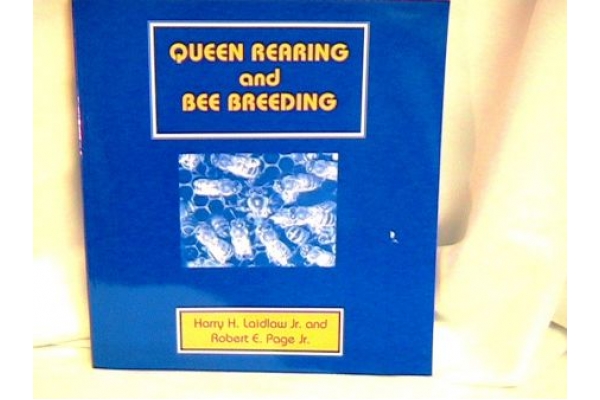 QUEEN REARING
and
BEE BREEDING
Harry H. Laidlaw Jr. and
Robert E. Page Jr.